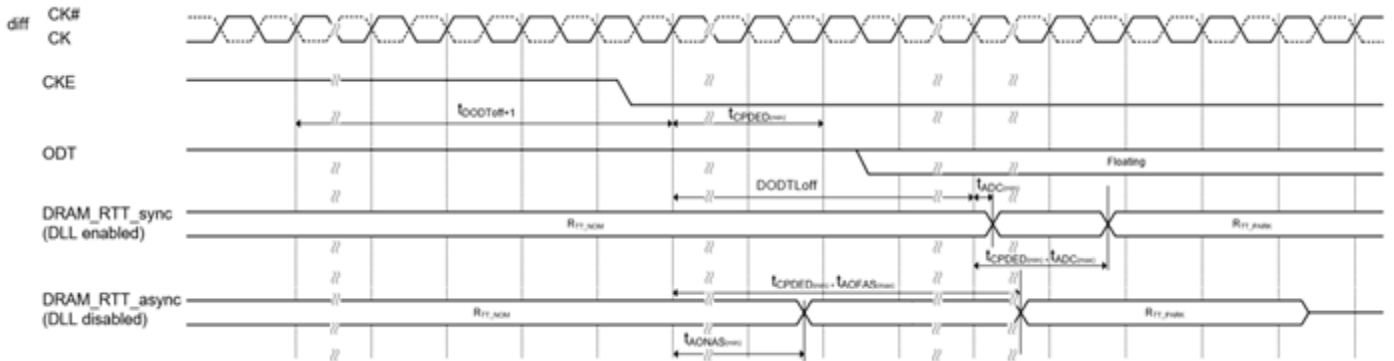 diff
CK#
CK
CKE
tDODToff+1
tCPDED(min)
ODT
Floating
DODTLoff
tADC(min)
DRAM_RTT_sync
(DLL enabled)
RTT_NOM
RTT_PARK
tCPDED(min) + tADC(max)
tCPDED(min) + tAOFAS(max)
DRAM_RTT_async
(DLL disabled)
RTT_NOM
RTT_PARK
tAONAS(min)